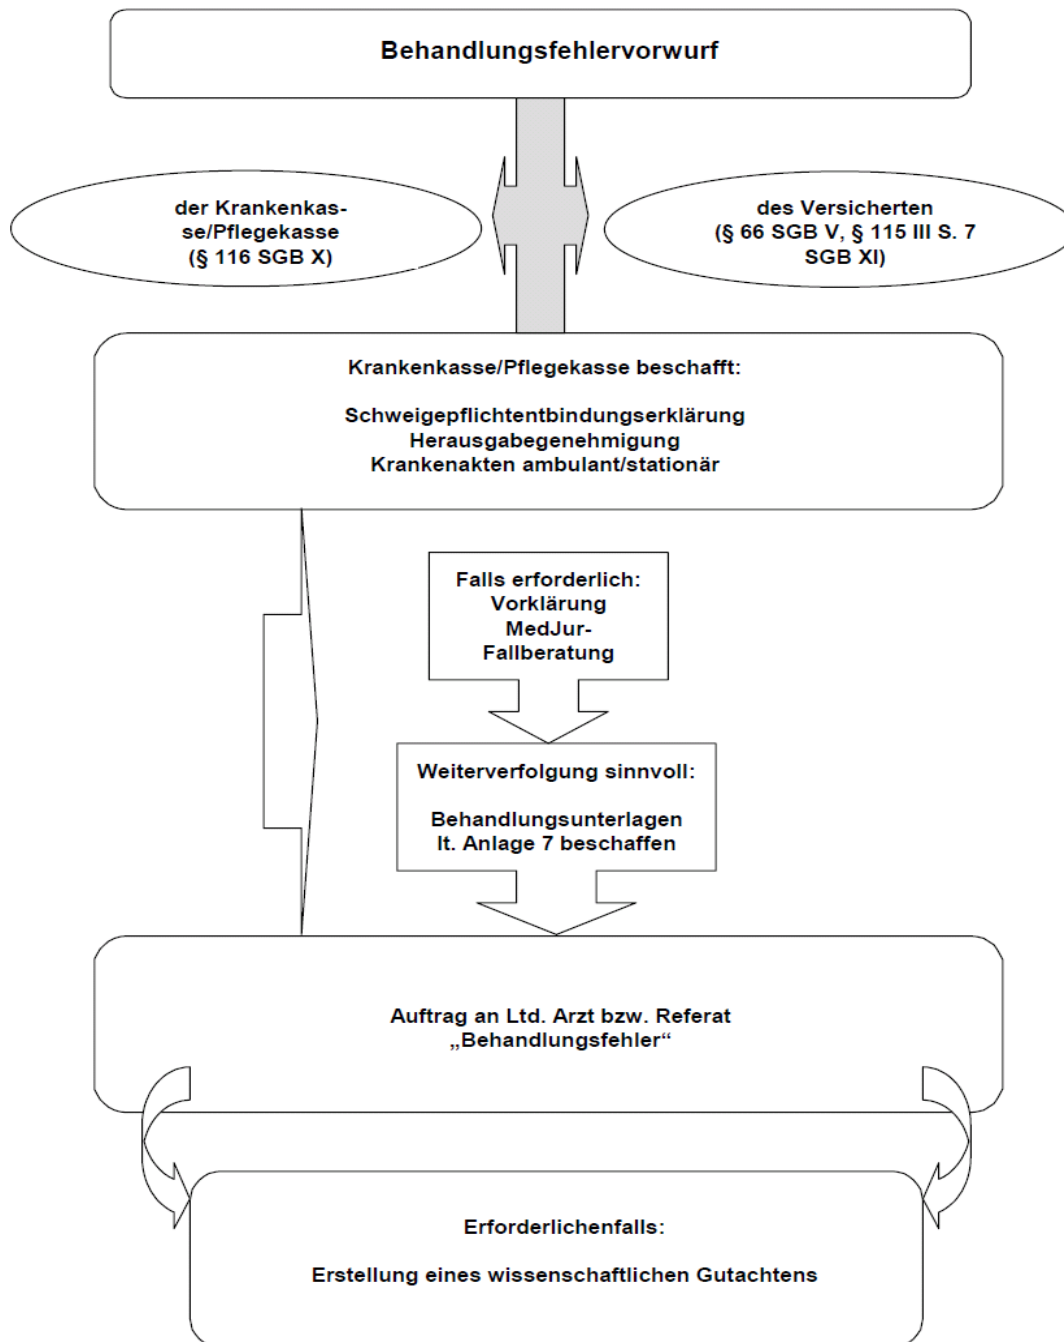 Behandlungsfehlervorwurf
der Krankenkas-
se/Pflegekasse
(§ 116 SGB X)
des Versicherten
(§ 66 SGB V, § 115 III S. 7
SGB XI)
Krankenkasse/Pflegekasse beschafft:
Schweigepflichtentbindungserklärung
Herausgabegenehmigung
Krankenakten ambulant/stationär
Falls erforderlich:
Vorklärung
MedJur-
Fallberatung
Weiterverfolgung sinnvoll:
Behandlungsunterlagen
lt. Anlage 7 beschaffen
Auftrag an Ltd. Arzt bzw. Referat
„Behandlungsfehler“
Erforderlichenfalls:
Erstellung eines wissenschaftlichen Gutachtens